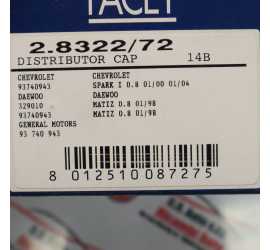 FACET
2.8322/72
DISTRIBUTOR CAP 14B
CHEVROLET CHEVROLET
93740943 SPARK I 0.8 01/00 01/04
DAEWOO DAEWOO
329010 MATIZ 0.8 01/98
93740943 MATIZ 0.8 01/98
GENERAL MOTORS
93 740 943
8 012510 087275